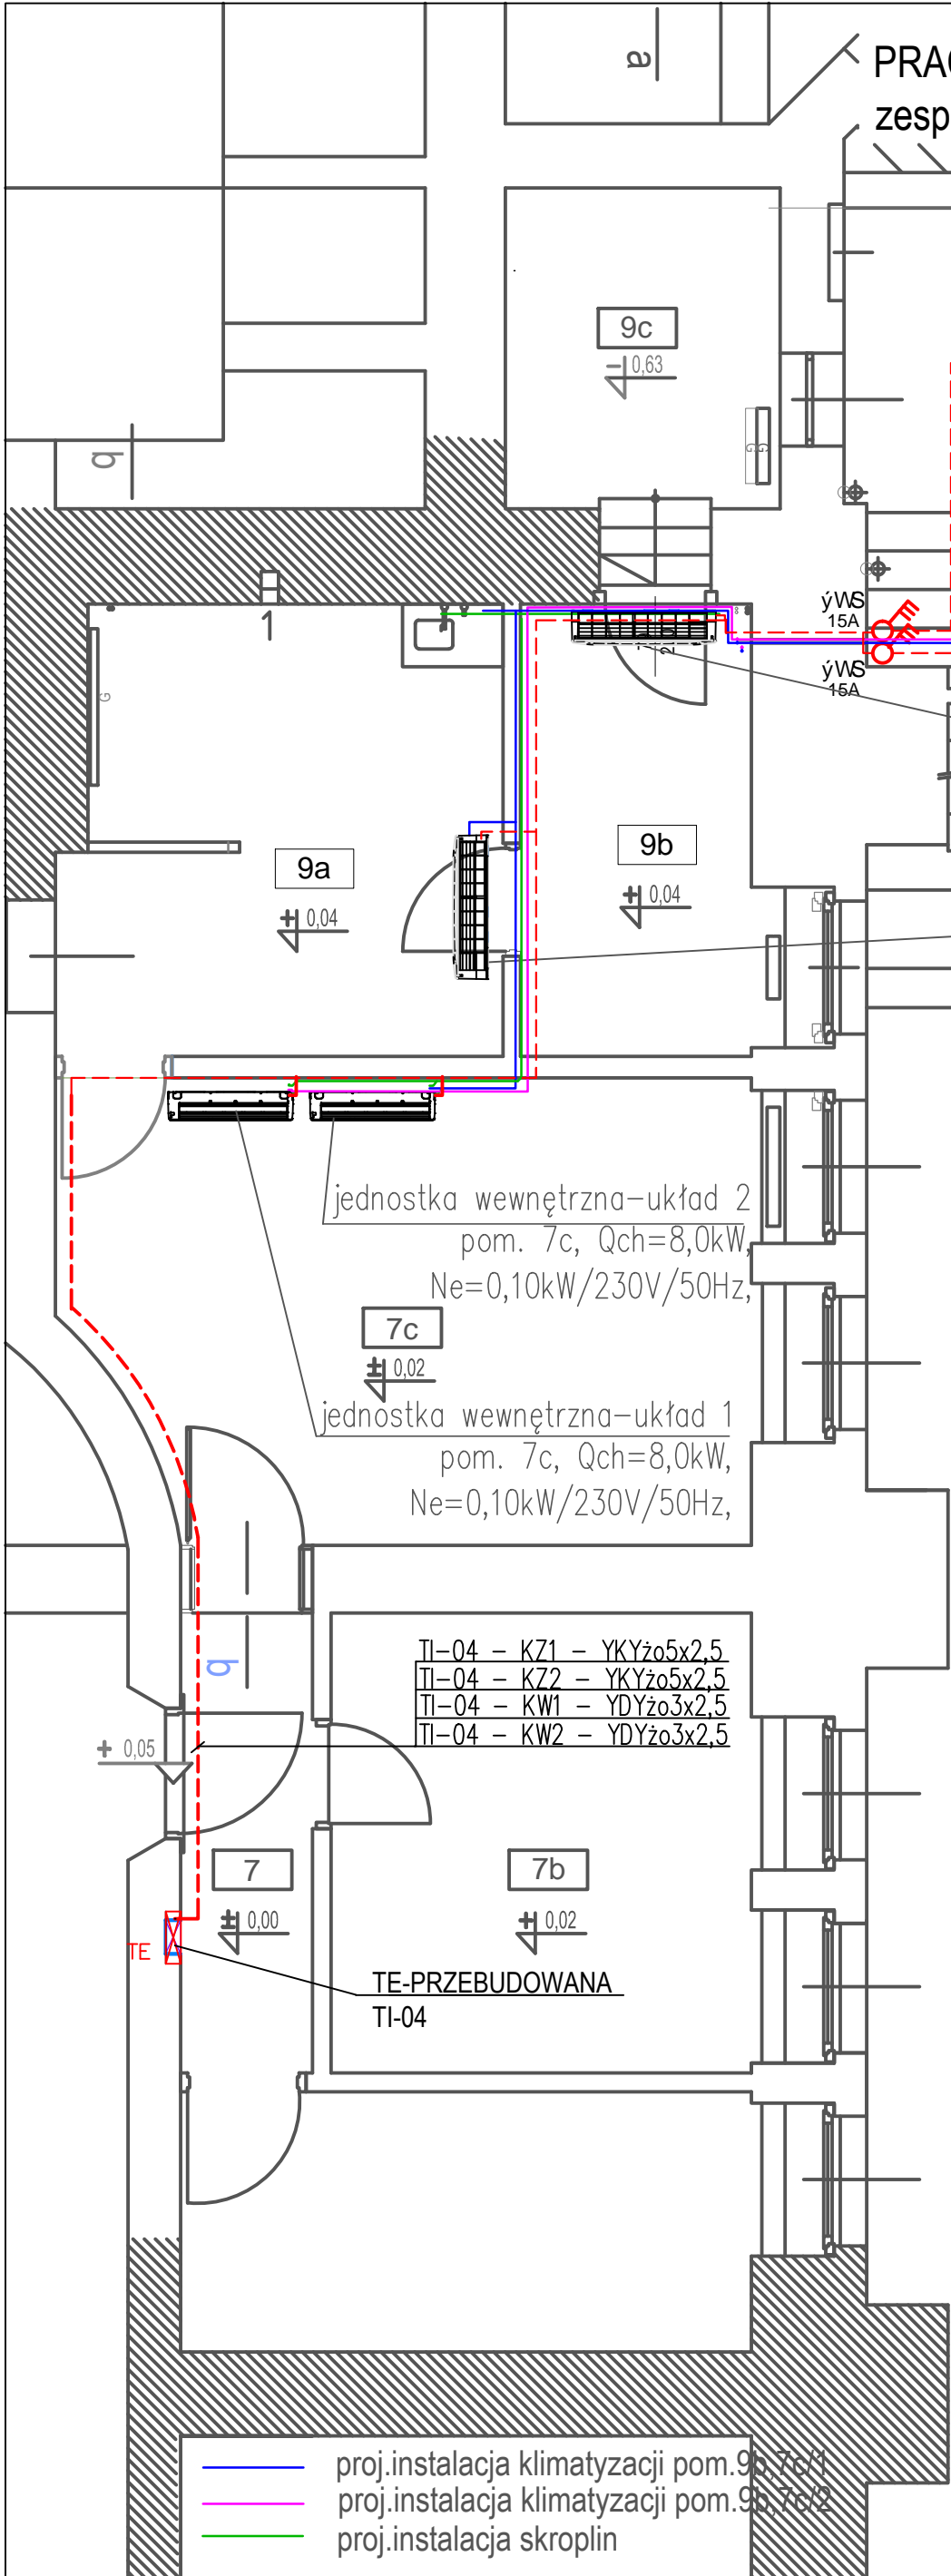 a
PRAC
zesp
9c
0,63
b
G G
ýWS
15A
ýWS
15A
1
G
9a
± 0,04
9b
± 0,04
jednostka wewnętrzna-układ 2
pom. 7c, Qch=8,0kW,
Ne=0,10kW/230V/50Hz,
7c
± 0,02
jednostka wewnętrzna-układ 1
pom. 7c, Qch=8,0kW,
Ne=0,10kW/230V/50Hz,
b
TI-04 - KZ1 - YKYżo5x2,5
TI-04 - KZ2 - YKYżo5x2,5
TI-04 - KW1 - YDYżo3x2,5
TI-04 - KW2 - YDYżo3x2,5
+ 0,05
7
± 0,00
7b
± 0,02
TE
TE-PRZEBUDOWANA
TI-04
proj.instalacja klimatyzacji pom.9b,7c/1
proj.instalacja klimatyzacji pom.9b,7c/2
proj.instalacja skroplin